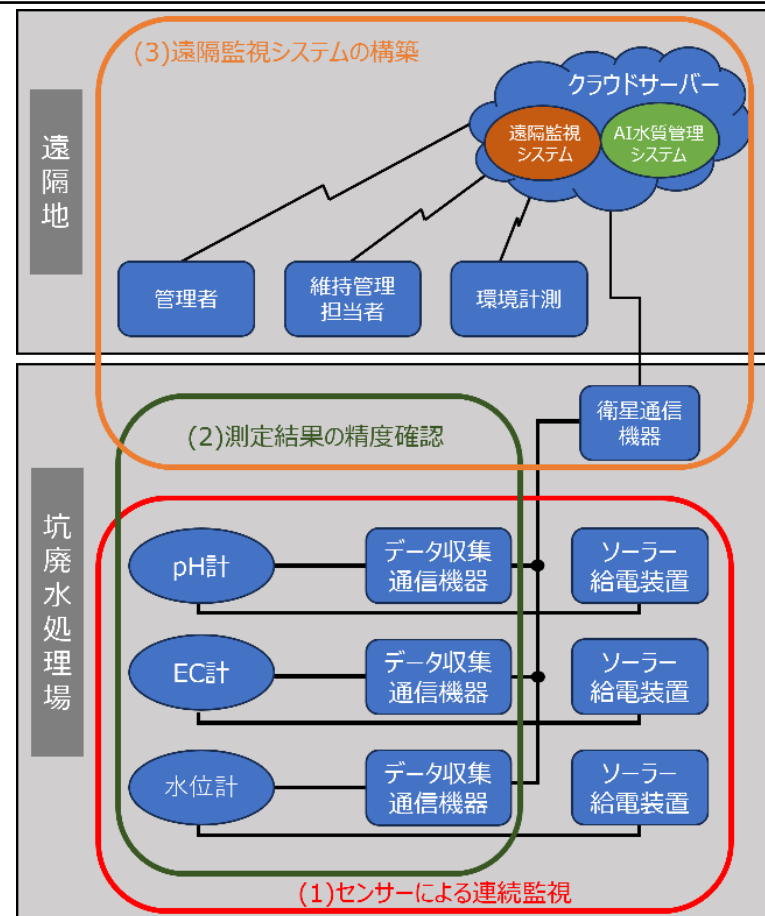 (3)遠隔監視システムの構築
クラウドサーバー
遠隔監視
システム
AI水質管理
システム
遠隔地
管理者
維持管理
担当者
環境計測
衛星通信
機器
(2)測定結果の精度確認
坑廃水処理場
pH計
データ収集
通信機器
ソーラー
給電装置
EC計
データ収集
通信機器
ソーラー
給電装置
水位計
データ収集
通信機器
ソーラー
給電装置
(1)センサーによる連続監視